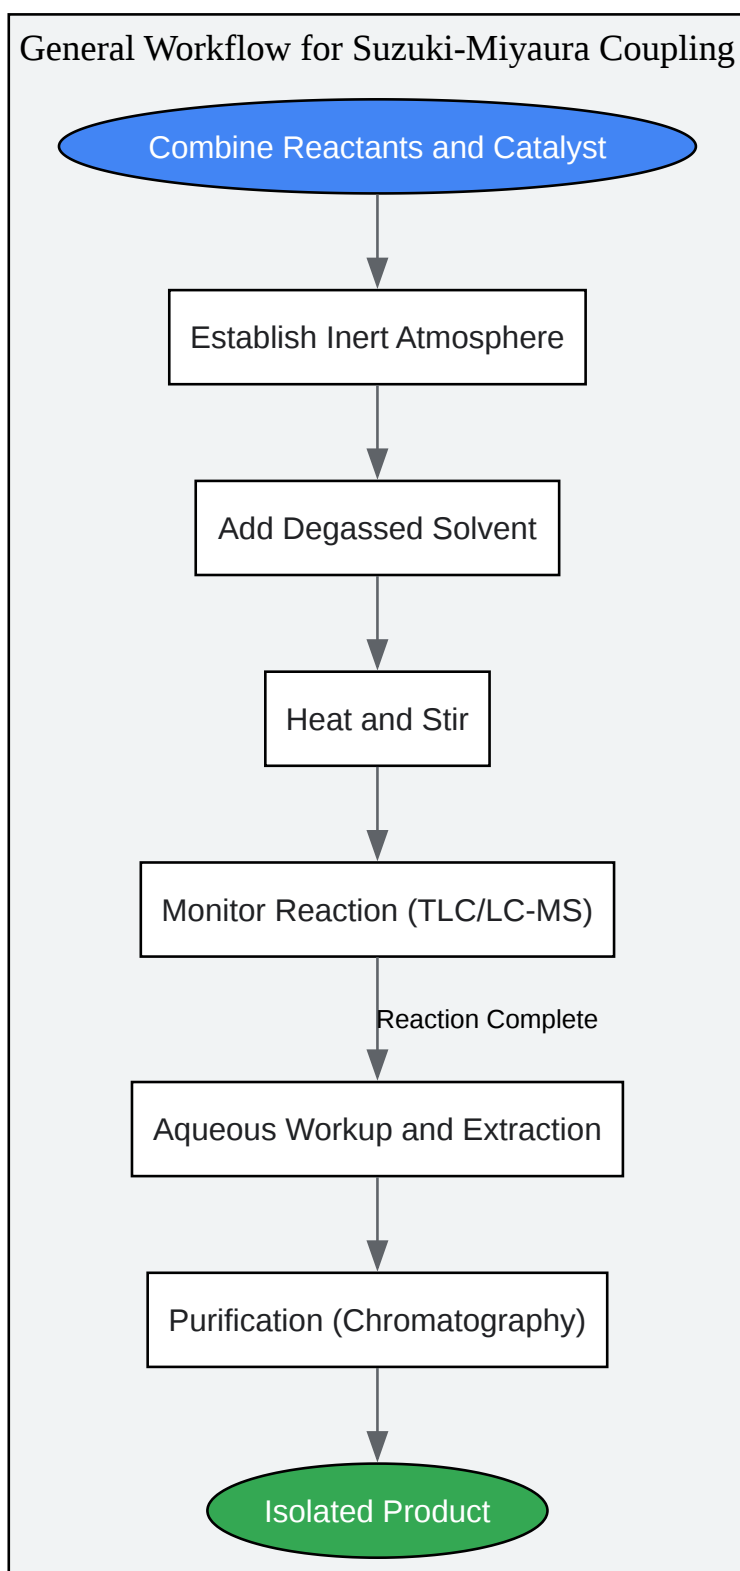 General Workflow for Suzuki-Miyaura Coupling
Combine Reactants and Catalyst
Establish Inert Atmosphere
Add Degassed Solvent
Heat and Stir
Monitor Reaction (TLC/LC-MS)
Reaction Complete
Aqueous Workup and Extraction
Purification (Chromatography)
Isolated Product